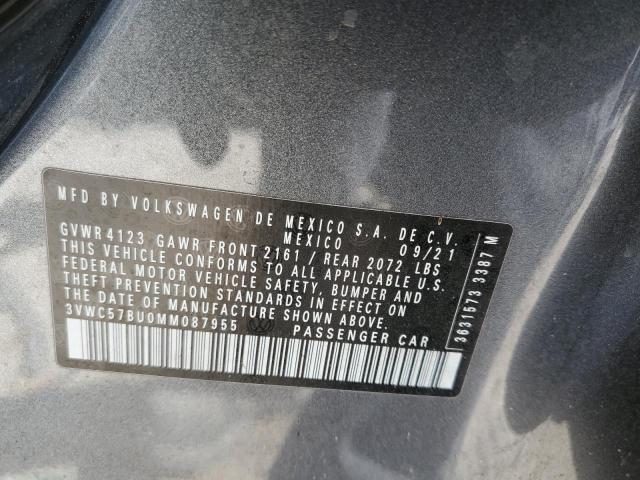 MFD BY VOLKSWAGEN DE MEXICO S.A. DE C.V.
MEXICO 09/21
GVWR 4123 GAWR FRONT 2161 / REAR 2072 LBS
THIS VEHICLE CONFORMS TO ALL APPLICABLE U.S.
FEDERAL MOTOR VEHICLE SAFETY, BUMPER AND
THEFT PREVENTION STANDARDS IN EFFECT ON
THE DATE OF MANUFACTURE SHOWN ABOVE.
3VWC57BU0MM087955
PASSENGER CAR
3631573 3387 M